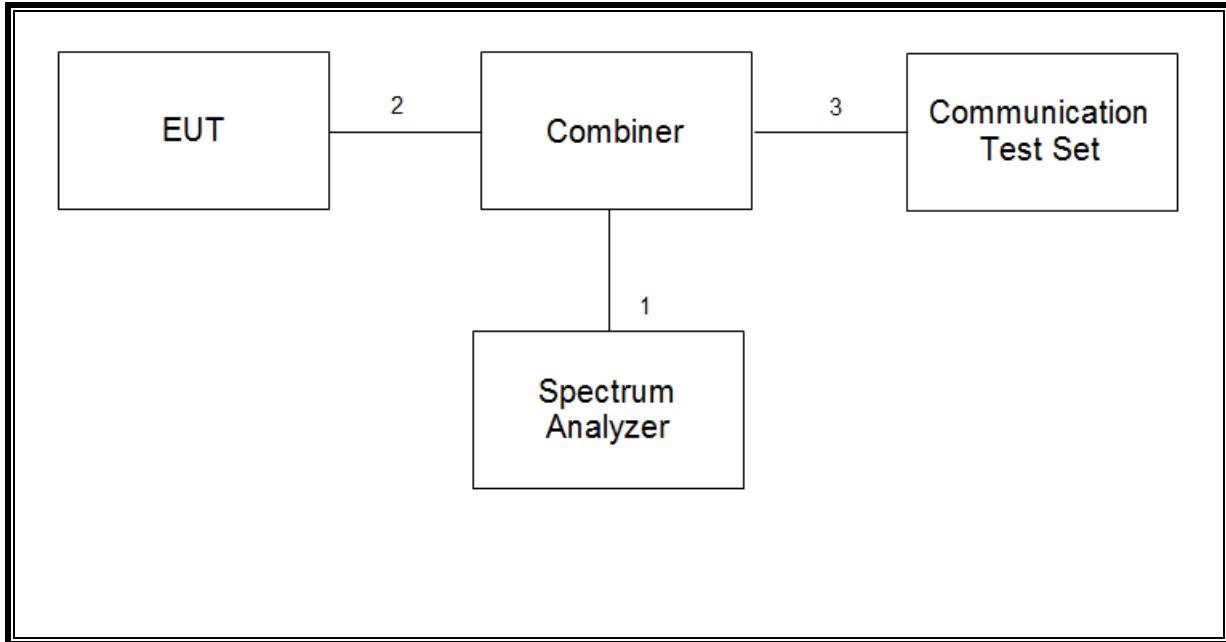 EUT
2
Combiner
3
Communication
Test Set
1
Spectrum
Analyzer